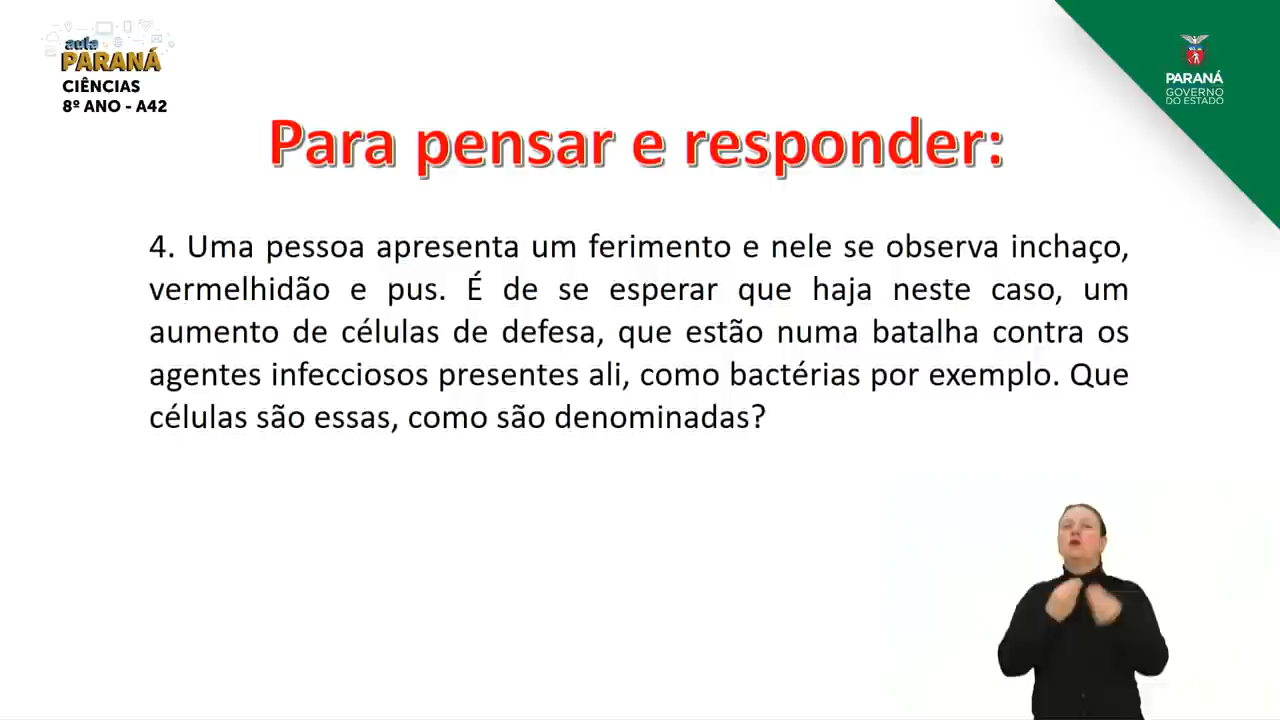 aula
PARANÁ
CIÊNCIAS
8º ANO - A42
PARANÁ
GOVERNO
DO ESTADO
Para pensar e responder:
4. Uma pessoa apresenta um ferimento e nele se observa inchaço,
vermelhidão e pus. É de se esperar que haja neste caso, um
aumento de células de defesa, que estão numa batalha contra os
agentes infecciosos presentes ali, como bactérias por exemplo. Que
células são essas, como são denominadas?